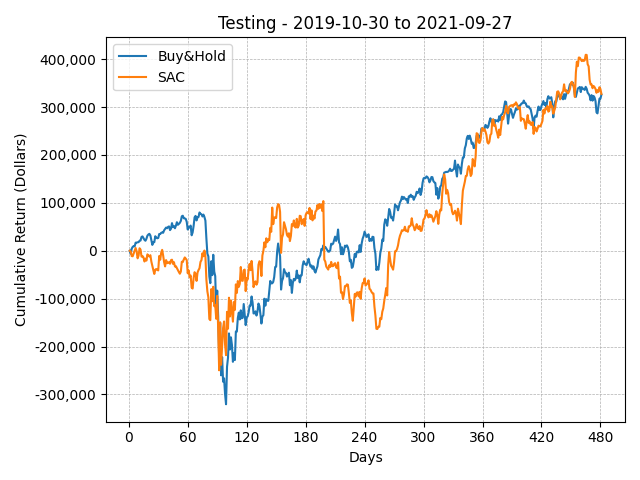 Testing - 2019-10-30 to 2021-09-27
Cumulative Return (Dollars)
400,000
300,000
200,000
100,000
0
-100,000
-200,000
-300,000
Buy&Hold
SAC
0 60 120 180 240 300 360 420 480
Days